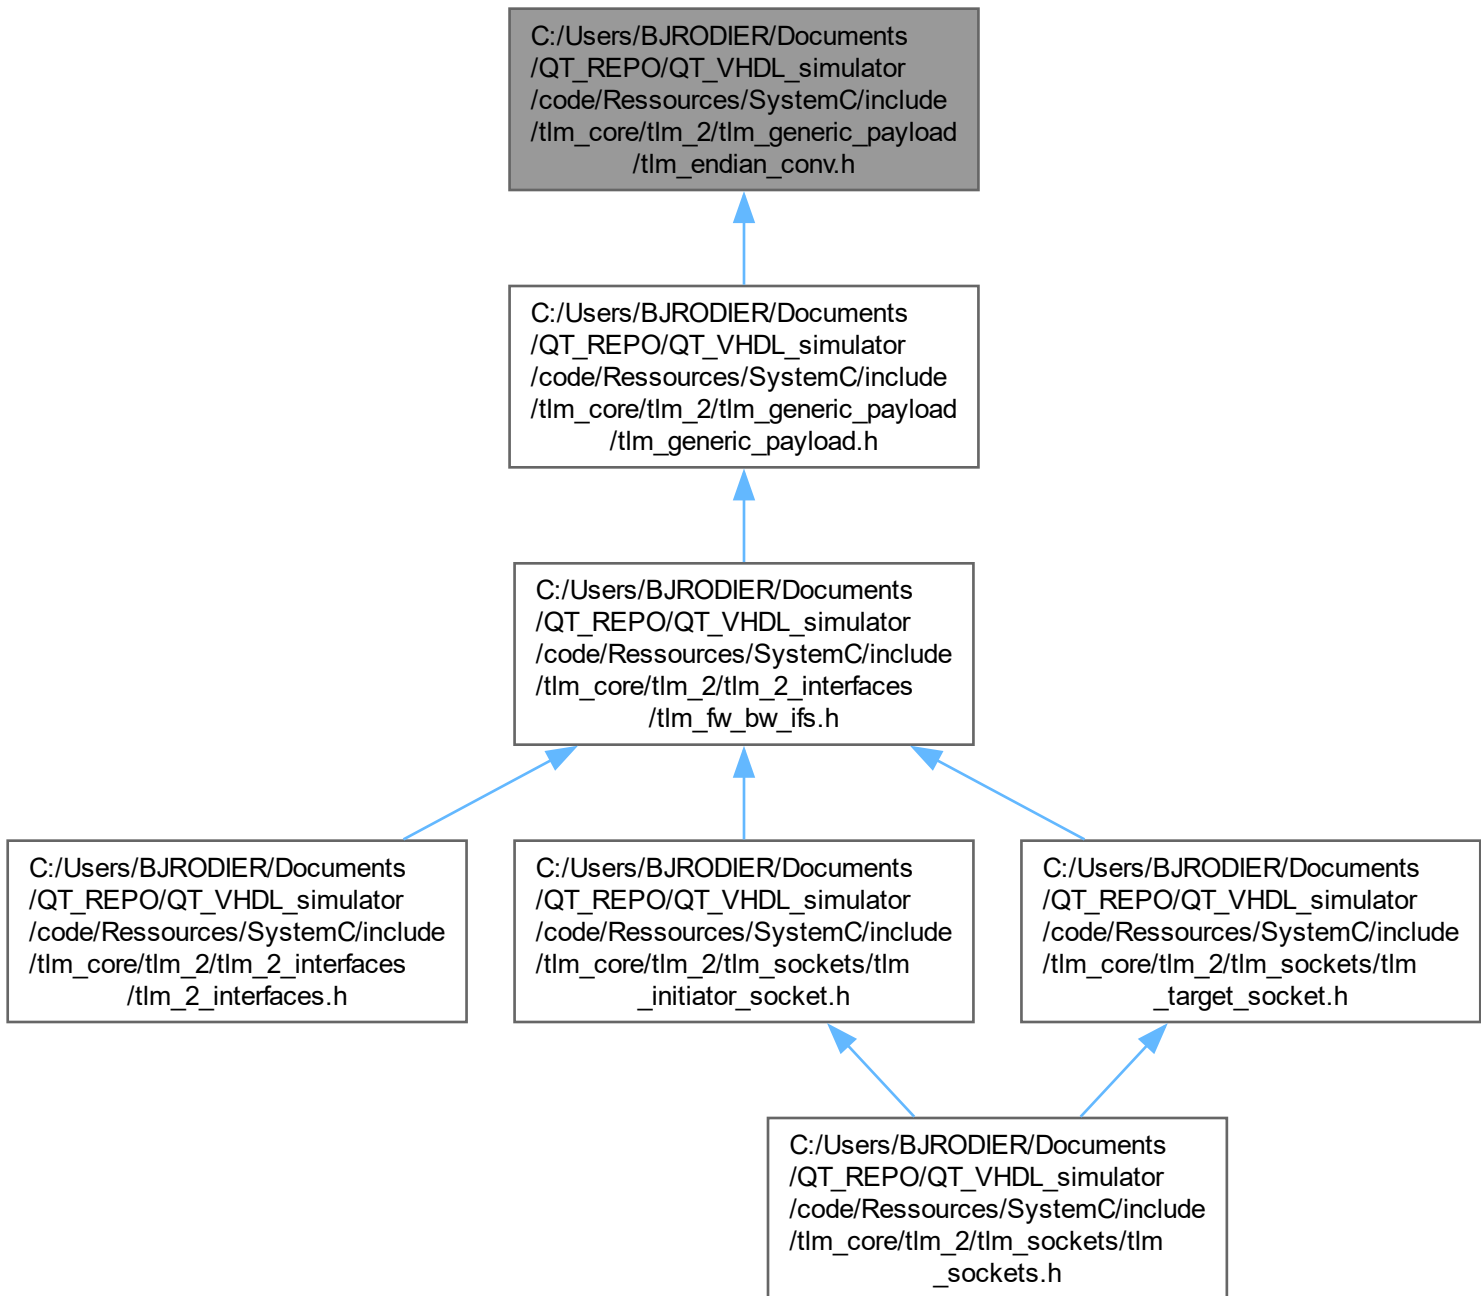 C:/Users/BJRODIER/Documents
/QT_REPO/QT_VHDL_simulator
/code/Ressources/SystemC/include
/tlm_core/tlm_2/tlm_generic_payload
/tlm_endian_conv.h
C:/Users/BJRODIER/Documents
/QT_REPO/QT_VHDL_simulator
/code/Ressources/SystemC/include
/tlm_core/tlm_2/tlm_generic_payload
/tlm_generic_payload.h
C:/Users/BJRODIER/Documents
/QT_REPO/QT_VHDL_simulator
/code/Ressources/SystemC/include
/tlm_core/tlm_2/tlm_2_interfaces
/tlm_fw_bw_ifs.h
C:/Users/BJRODIER/Documents
/QT_REPO/QT_VHDL_simulator
/code/Ressources/SystemC/include
/tlm_core/tlm_2/tlm_2_interfaces
/tlm_2_interfaces.h
C:/Users/BJRODIER/Documents
/QT_REPO/QT_VHDL_simulator
/code/Ressources/SystemC/include
/tlm_core/tlm_2/tlm_sockets/tlm
_initiator_socket.h
C:/Users/BJRODIER/Documents
/QT_REPO/QT_VHDL_simulator
/code/Ressources/SystemC/include
/tlm_core/tlm_2/tlm_sockets/tlm
_target_socket.h
C:/Users/BJRODIER/Documents
/QT_REPO/QT_VHDL_simulator
/code/Ressources/SystemC/include
/tlm_core/tlm_2/tlm_sockets/tlm
_sockets.h